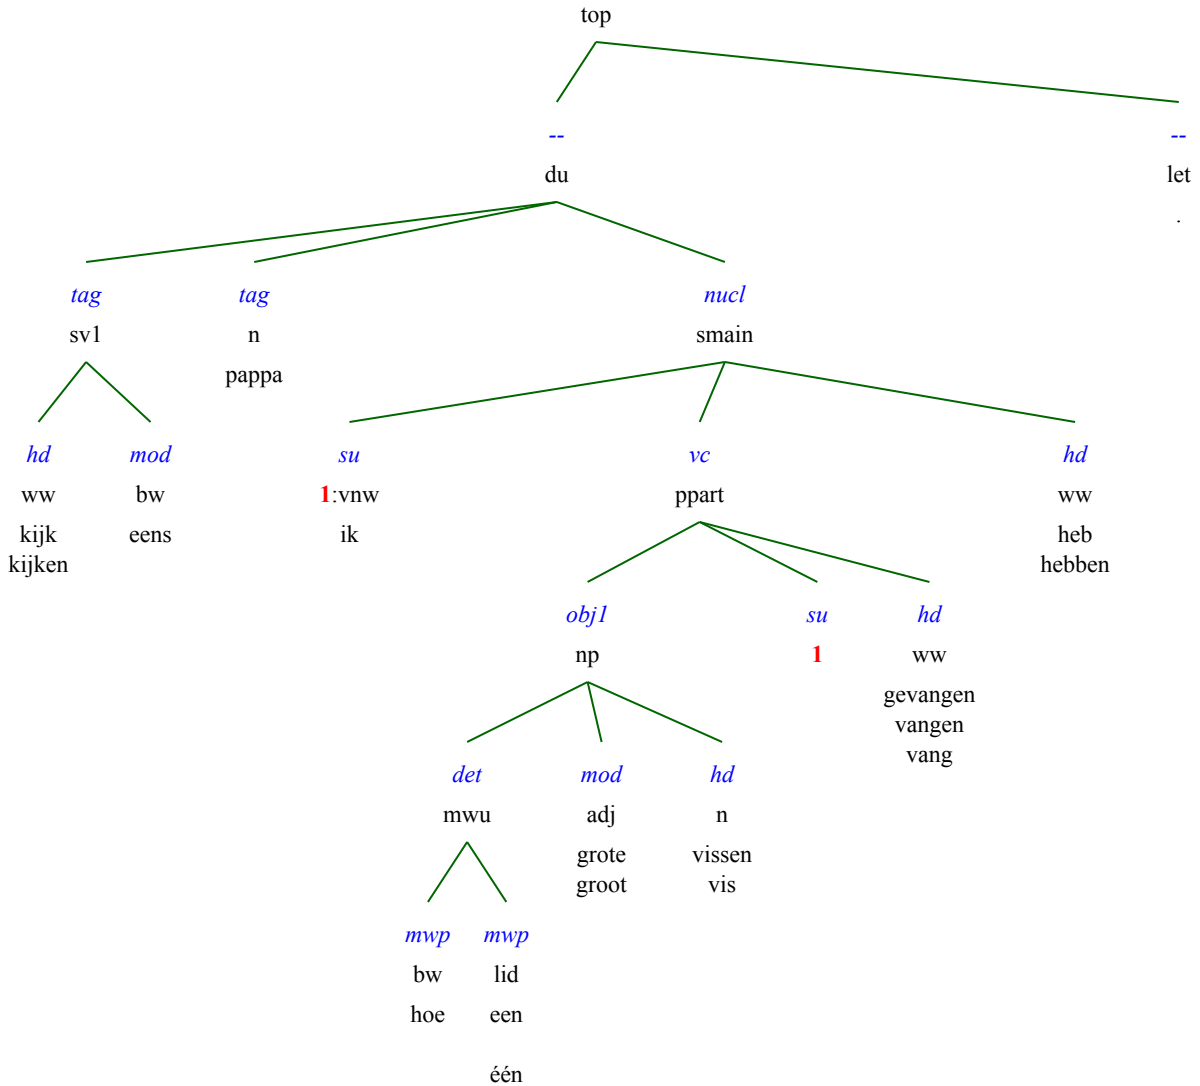 top
-- --
du let
.
tag tag nucl
sv1 n smain
pappa
hd mod su vc hd
ww bw 1:vnw ppart ww
kijk eens ik heb
kijken hebben
obj1 su hd
np 1 ww
gevangen
vangen
vang
det mod hd
mwu adj n
grote vissen
groot vis
mwp mwp
bw lid
hoe een
één